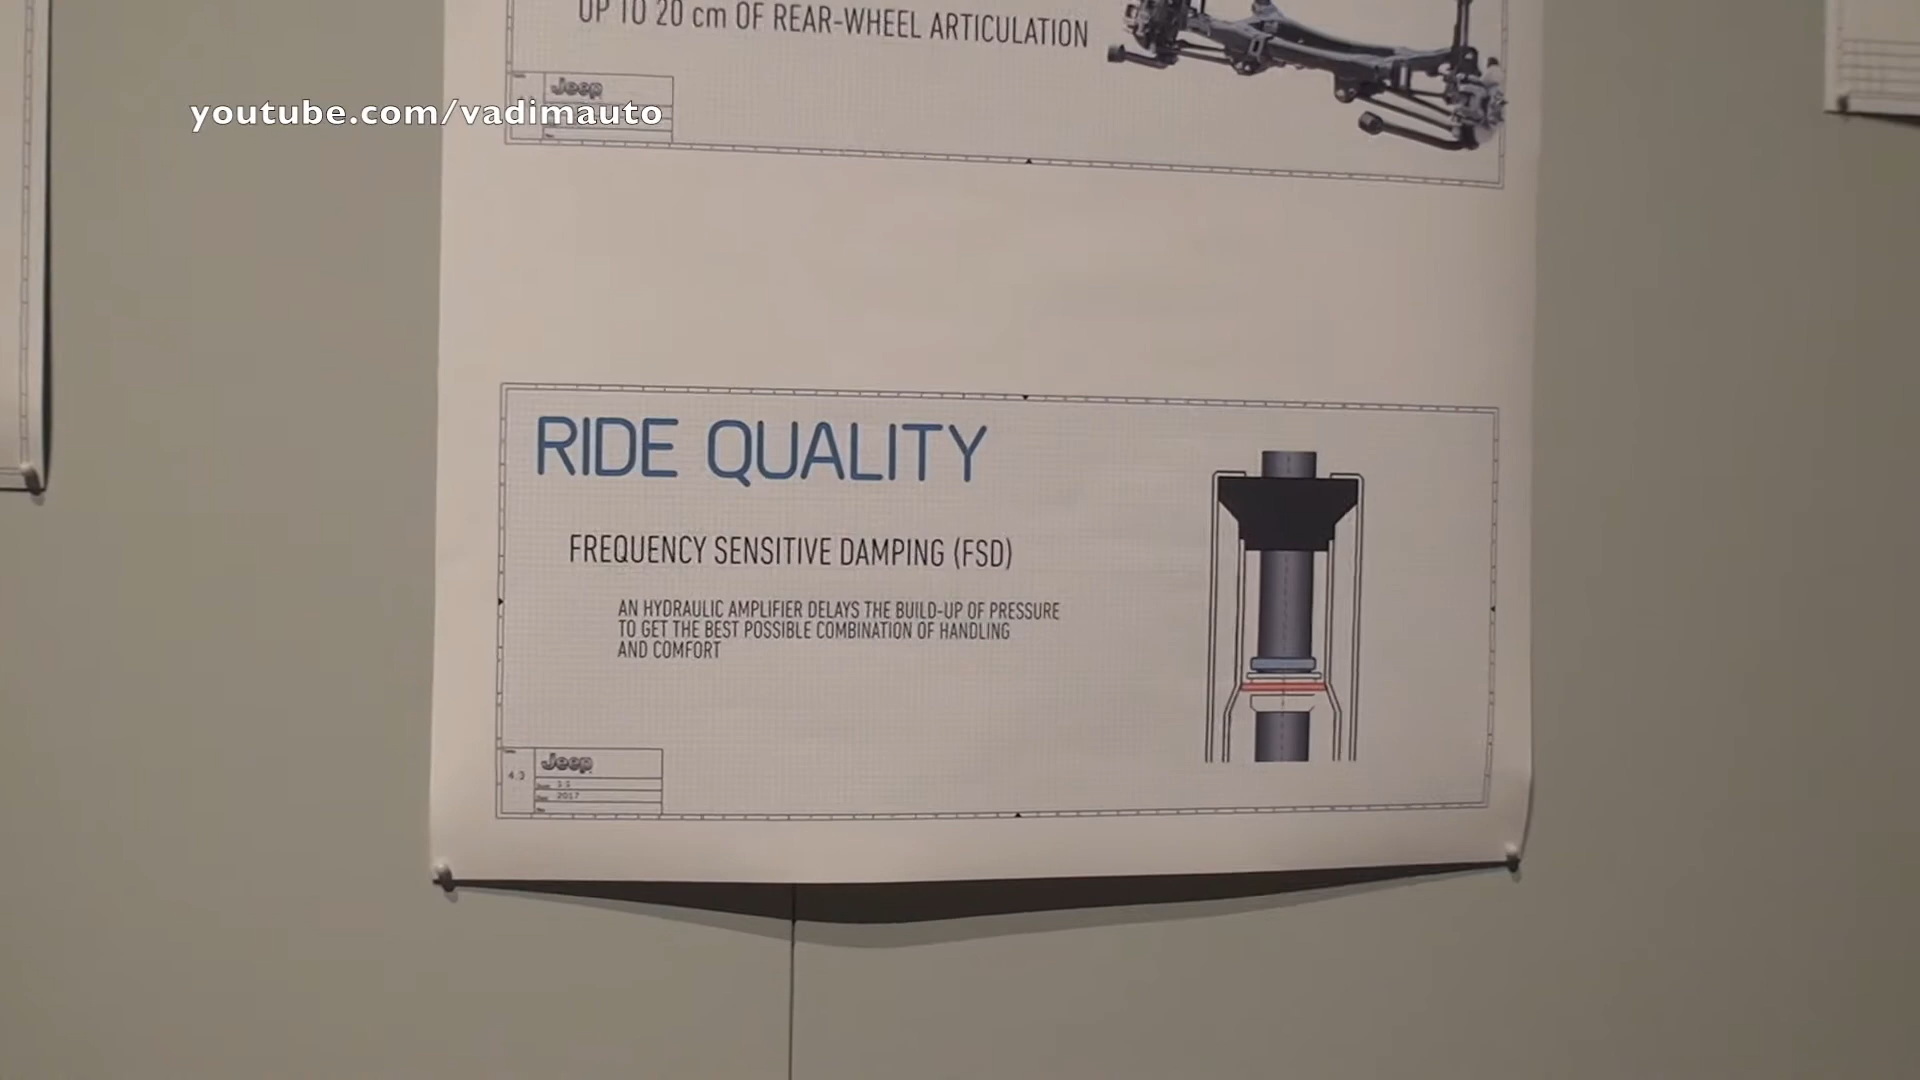 UP TO 20 cm OF REAR-WHEEL ARTICULATION
Jeep
youtube.com/vadimauto
RIDE QUALITY
FREQUENCY SENSITIVE DAMPING (FSD)
AN HYDRAULIC AMPLIFIER DELAYS THE BUILD-UP OF PRESSURE
TO GET THE BEST POSSIBLE COMBINATION OF HANDLING
AND COMFORT
Jeep
4.3
2017